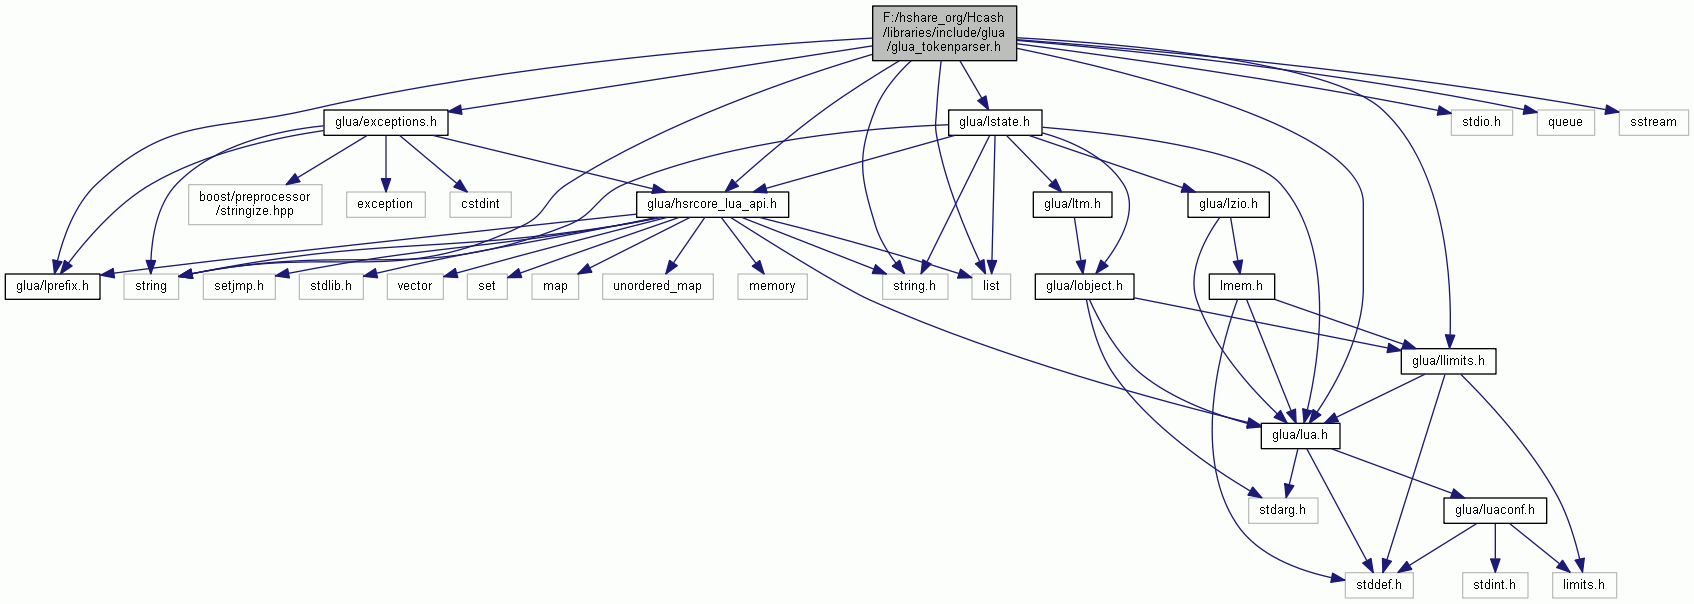 F:/hshare_org/Hcash
/libraries/include/glua
/glua_tokenparser.h
glua/exceptions.h
glua/lstate.h
stdio.h
queue
sstream
boost/preprocessor
/stringize.hpp
exception
cstdint
glua/hsrcore_lua_api.h
glua/ltm.h
glua/lzio.h
glua/lprefix.h
string
setjmp.h
stdlib.h
vector
set
map
unordered_map
memory
string.h
list
glua/lobject.h
lmem.h
glua/llimits.h
glua/lua.h
stdarg.h
glua/luaconf.h
stddef.h
stdint.h
limits.h